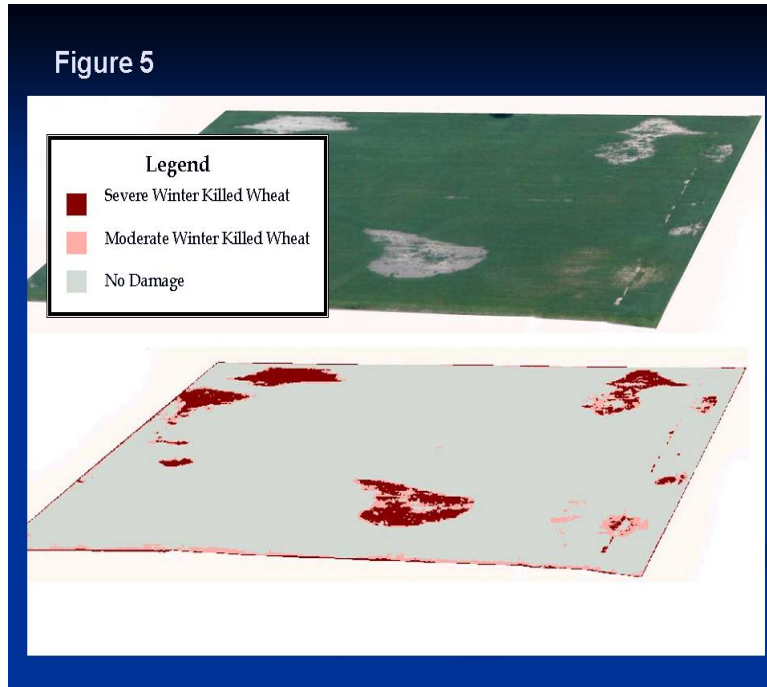 Figure 5
Legend
Severe Winter Killed Wheat
Moderate Winter Killed Wheat
No Damage